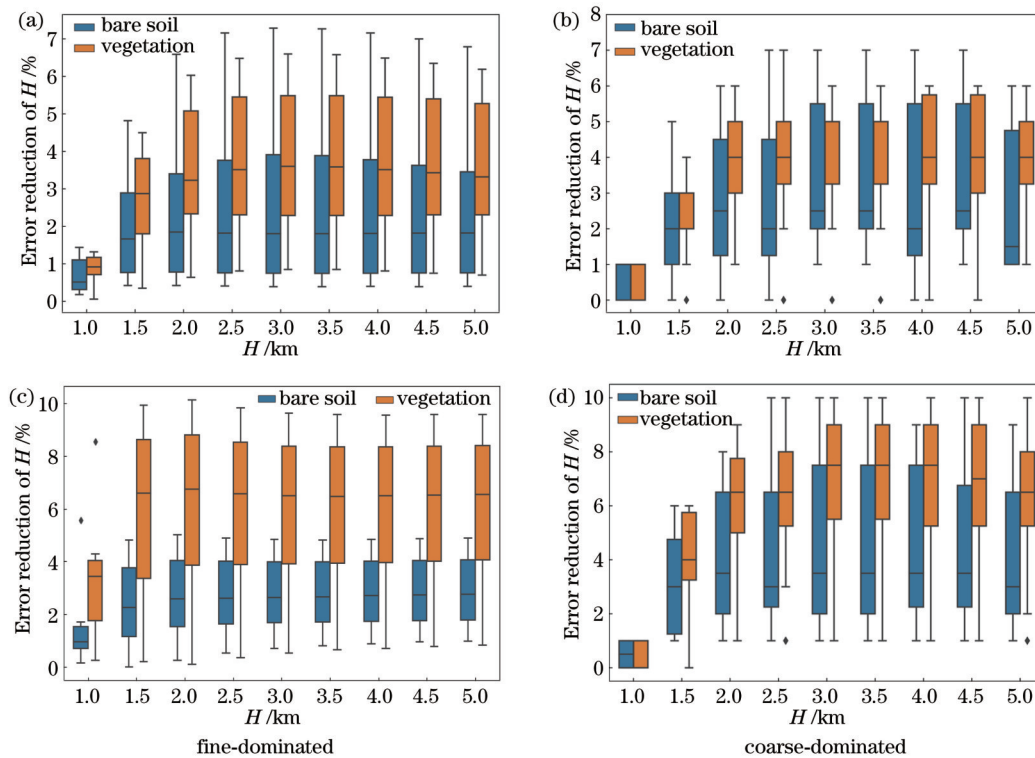 (a)
bare soil
vegetation
Error reduction of H /%
7
6
5
4
3
2
1
0
1.0 1.5 2.0 2.5 3.0 3.5 4.0 4.5 5.0
H /km
(b)
bare soil
vegetation
Error reduction of H /%
8
7
6
5
4
3
2
1
0
1.0 1.5 2.0 2.5 3.0 3.5 4.0 4.5 5.0
H /km
(c)
bare soil vegetation
Error reduction of H /%
10
8
6
4
2
0
1.0 1.5 2.0 2.5 3.0 3.5 4.0 4.5 5.0
H /km
fine-dominated
(d)
bare soil
vegetation
Error reduction of H /%
10
8
6
4
2
0
1.0 1.5 2.0 2.5 3.0 3.5 4.0 4.5 5.0
H /km
coarse-dominated